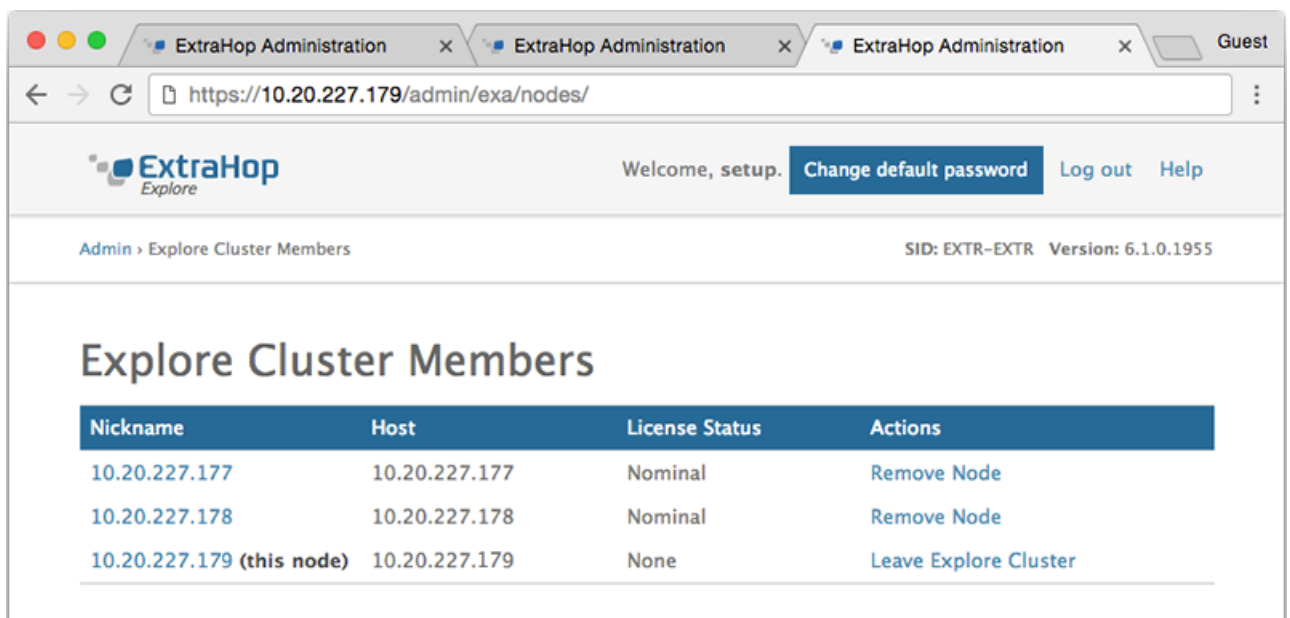 ExtraHop Administration × ExtraHop Administration × ExtraHop Administration × Guest
https://10.20.227.179/admin/exa/nodes/
ExtraHop
Explore
Welcome, setup. Change default password Log out Help
Admin › Explore Cluster Members SID: EXTR-EXTR Version: 6.1.0.1955
Explore Cluster Members
Nickname Host License Status Actions
10.20.227.177 10.20.227.177 Nominal Remove Node
10.20.227.178 10.20.227.178 Nominal Remove Node
10.20.227.179 (this node) 10.20.227.179 None Leave Explore Cluster